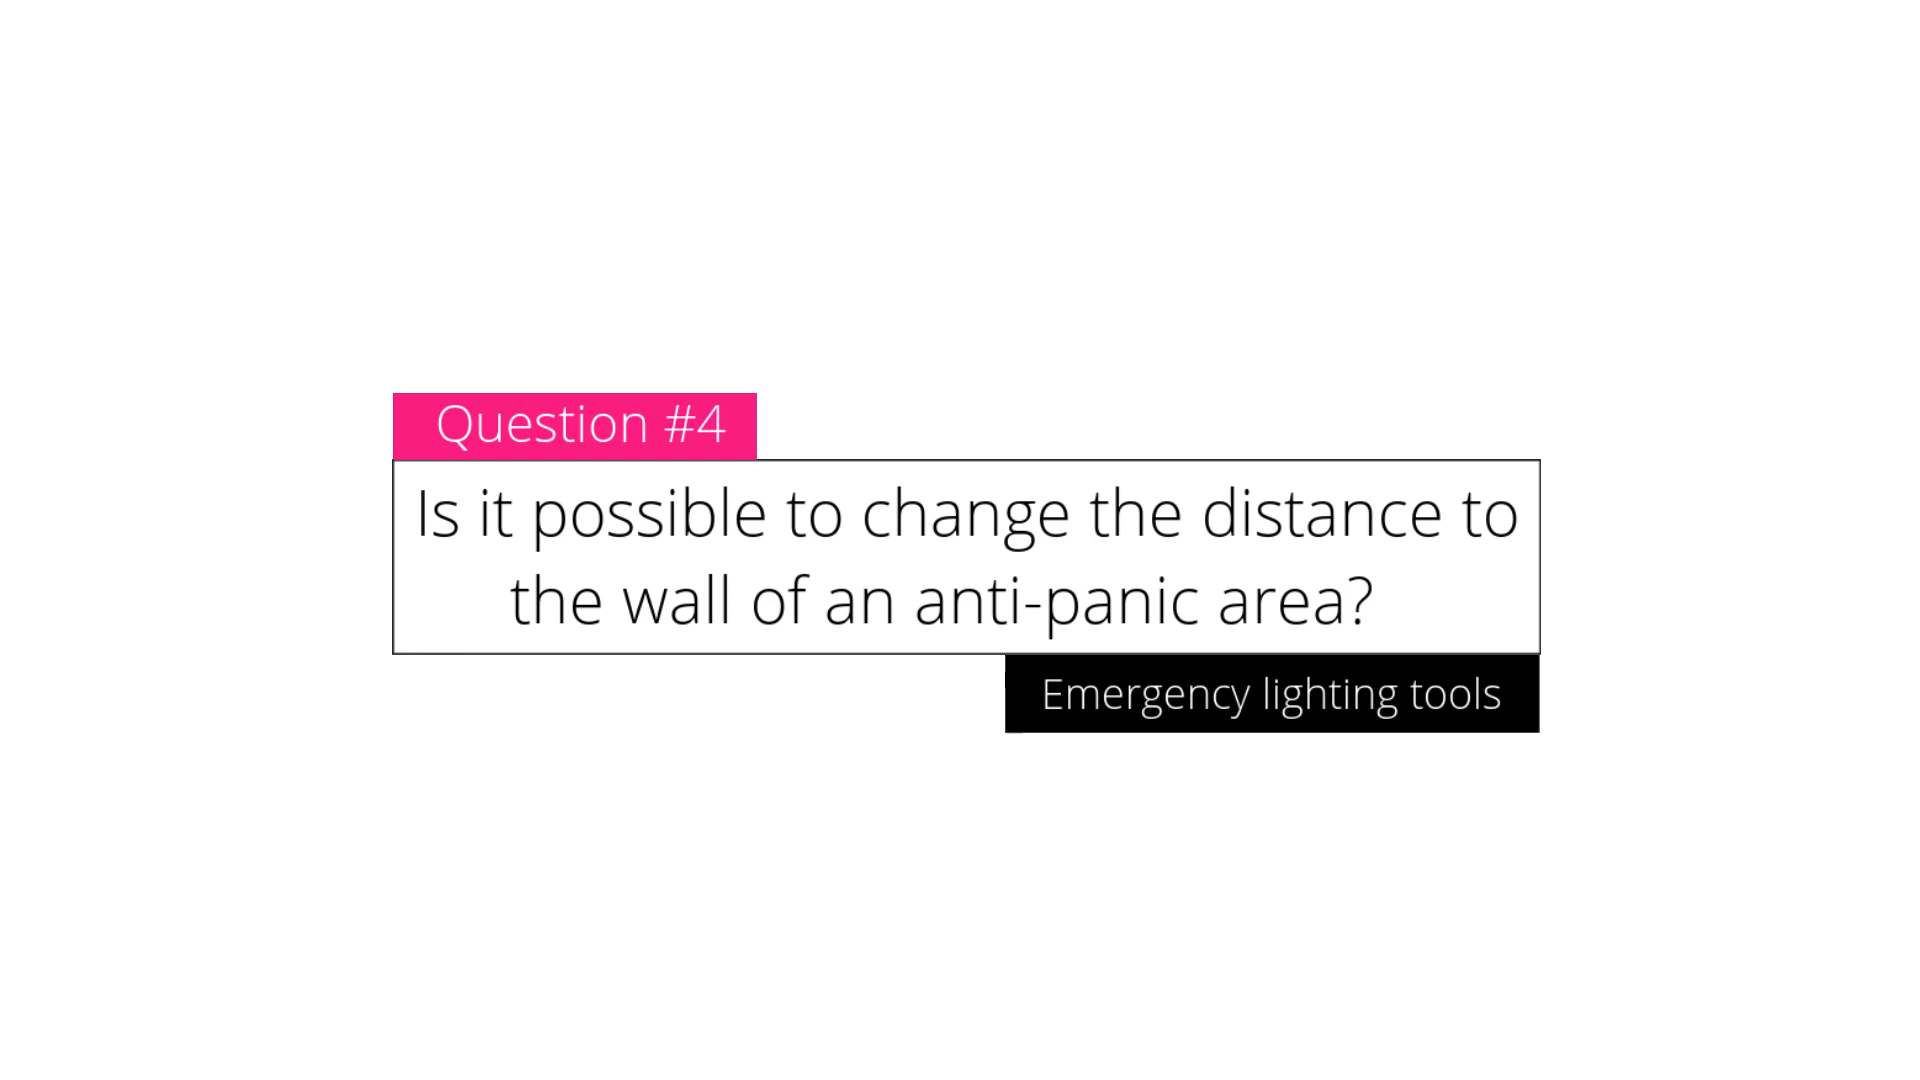 Question #4
Is it possible to change the distance to
the wall of an anti-panic area?
Emergency lighting tools